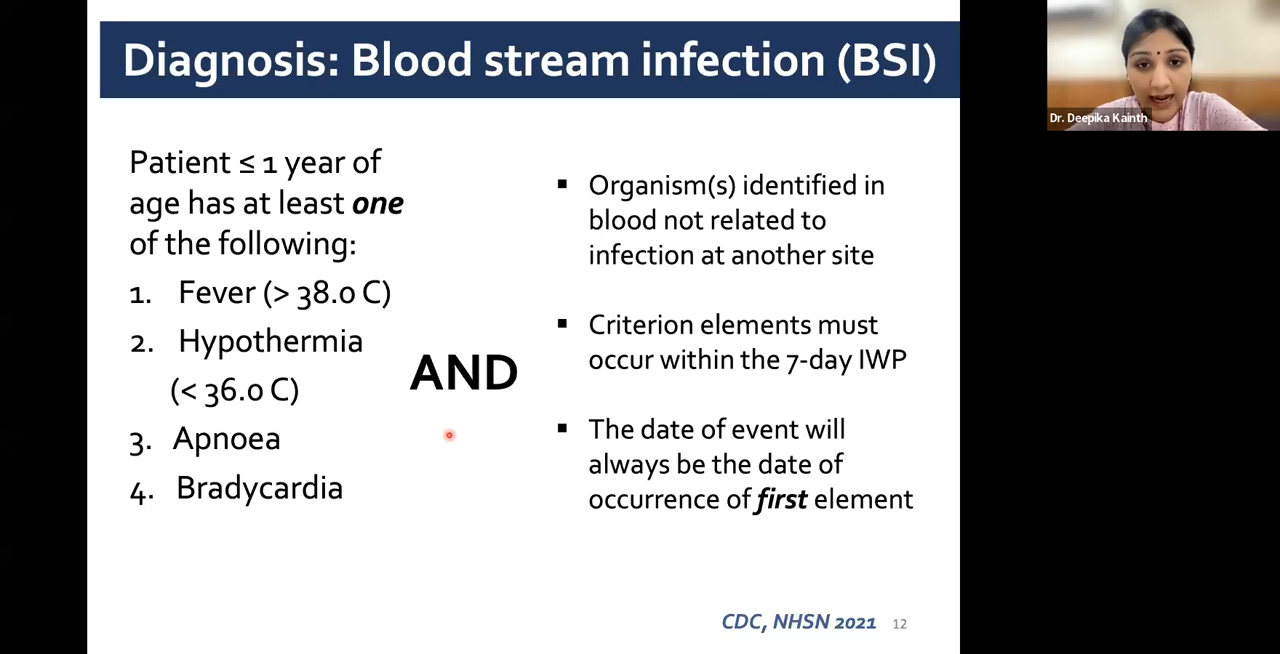 Diagnosis: Blood stream infection (BSI)
Dr. Deepika Kainth
Patient ≤ 1 year of
age has at least one
of the following:
1. Fever (> 38.0 C)
2. Hypothermia
(< 36.0 C)
3. Apnoea
4. Bradycardia
AND
▪ Organism(s) identified in
blood not related to
infection at another site
▪ Criterion elements must
occur within the 7-day IWP
▪ The date of event will
always be the date of
occurrence of first element
CDC, NHSN 2021 12